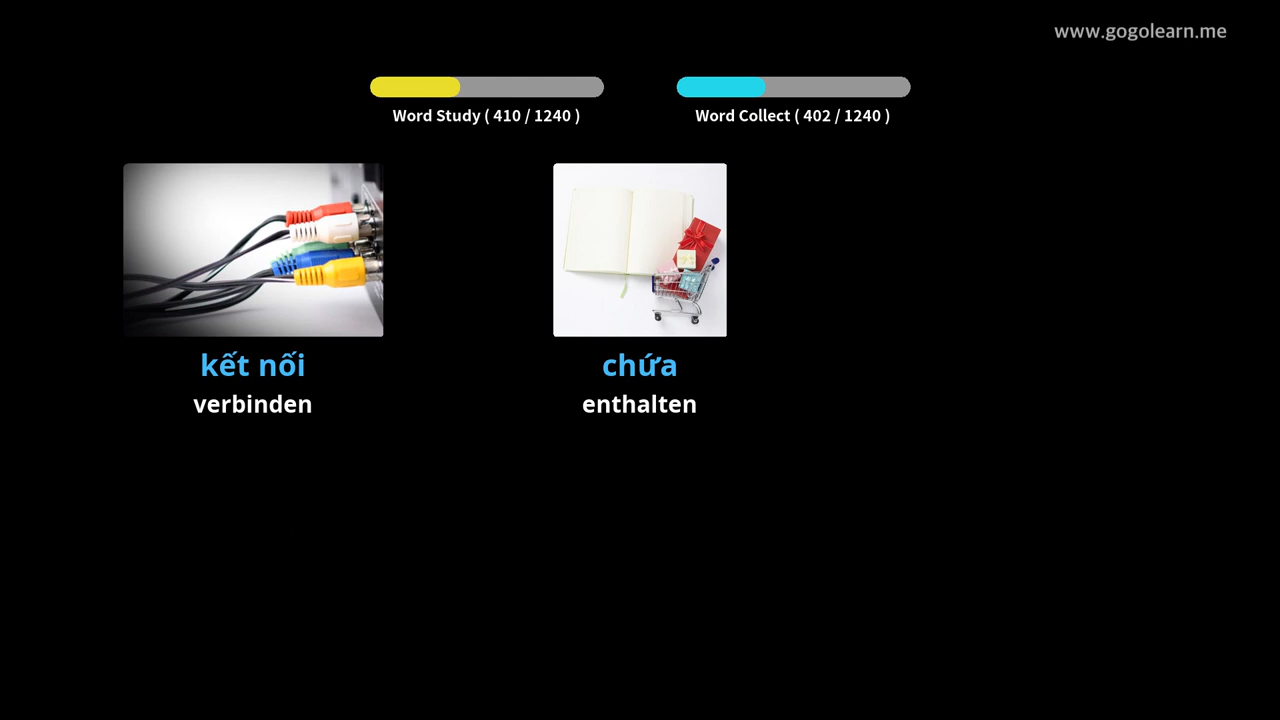 www.gogolearn.me
Word Study ( 410 / 1240 )
Word Collect ( 402 / 1240 )
kết nối
verbinden
chứa
enthalten